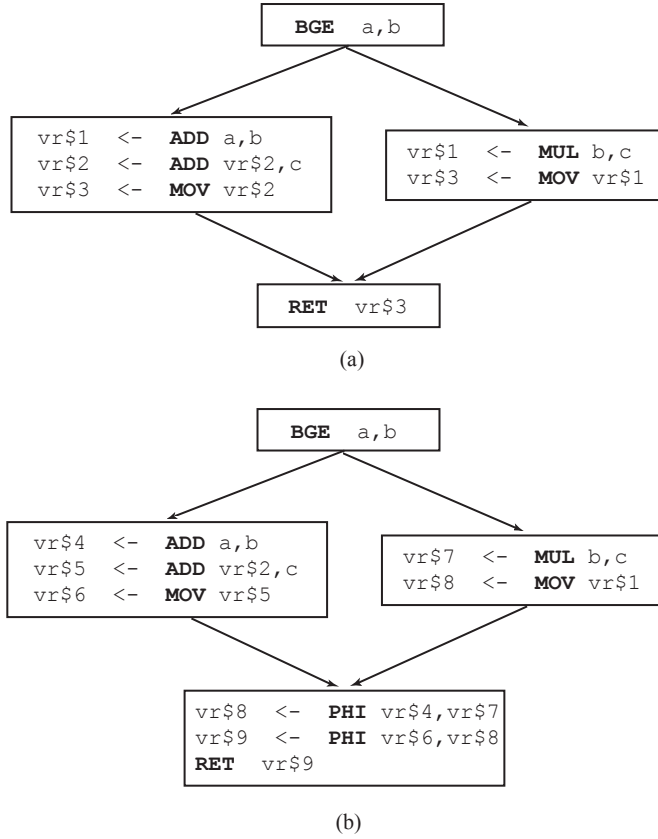 BGE a,b
vr$1 <- ADD a,b
vr$2 <- ADD vr$2,c
vr$3 <- MOV vr$2
vr$1 <- MUL b,c
vr$3 <- MOV vr$1
RET vr$3
(a)
BGE a,b
vr$4 <- ADD a,b
vr$5 <- ADD vr$2,c
vr$6 <- MOV vr$5
vr$7 <- MUL b,c
vr$8 <- MOV vr$1
vr$8 <- PHI vr$4,vr$7
vr$9 <- PHI vr$6,vr$8
RET vr$9
(b)